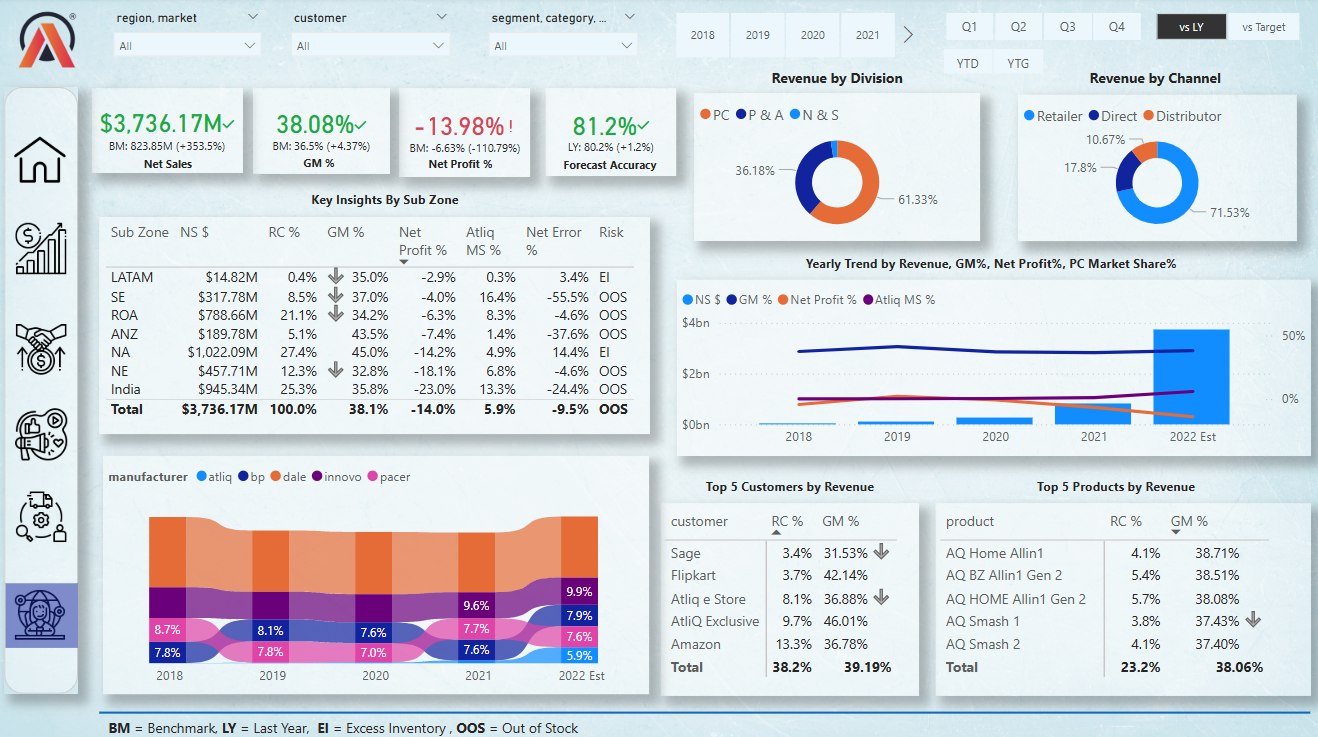 region, market customer segment, category, ...
All All All
2018 2019 2020 2021
Q1 Q2 Q3 Q4
YTD YTG
vs LY vs Target
$3,736.17M
BM: 823.85M (+353.5%)
Net Sales
38.08%
BM: 36.5% (+4.37%)
GM %
-13.98%!
BM: -6.63% (-110.79%)
Net Profit %
81.2%
LY: 80.2% (+1.2%)
Forecast Accuracy
Revenue by Division
PC P & A N & S
36.18%
61.33%
Revenue by Channel
Retailer Direct Distributor
10.67%
17.8%
71.53%
Key Insights By Sub Zone
Sub Zone NS $ RC % GM % Net Profit % Atliq MS % Net Error % Risk
LATAM $14.82M 0.4% 35.0% -2.9% 0.3% 3.4% EI
SE $317.78M 8.5% 37.0% -4.0% 16.4% -55.5% OOS
ROA $788.66M 21.1% 34.2% -6.3% 8.3% -4.6% OOS
ANZ $189.78M 5.1% 43.5% -7.4% 1.4% -37.6% OOS
NA $1,022.09M 27.4% 45.0% -14.2% 4.9% 14.4% EI
NE $457.71M 12.3% 32.8% -18.1% 6.8% -4.6% OOS
India $945.34M 25.3% 35.8% -23.0% 13.3% -24.4% OOS
Total $3,736.17M 100.0% 38.1% -14.0% 5.9% -9.5% OOS
Yearly Trend by Revenue, GM%, Net Profit%, PC Market Share%
NS $ GM % Net Profit % Atliq MS %
$4bn 50%
$2bn
0%
$0bn
2018 2019 2020 2021 2022 Est
manufacturer atliq bp dale innovo pacer
9.9%
9.6% 7.9%
8.7% 8.1% 7.6% 7.7% 7.6%
7.8% 7.8% 7.0% 7.6% 5.9%
2018 2019 2020 2021 2022 Est
Top 5 Customers by Revenue
customer RC % GM %
Sage 3.4% 31.53%
Flipkart 3.7% 42.14%
Atliq e Store 8.1% 36.88%
AtliQ Exclusive 9.7% 46.01%
Amazon 13.3% 36.78%
Total 38.2% 39.19%
Top 5 Products by Revenue
product RC % GM %
AQ Home Allin1 4.1% 38.71%
AQ BZ Allin1 Gen 2 5.4% 38.51%
AQ HOME Allin1 Gen 2 5.7% 38.08%
AQ Smash 1 3.8% 37.43%
AQ Smash 2 4.1% 37.40%
Total 23.2% 38.06%
BM = Benchmark, LY = Last Year, EI = Excess Inventory , OOS = Out of Stock